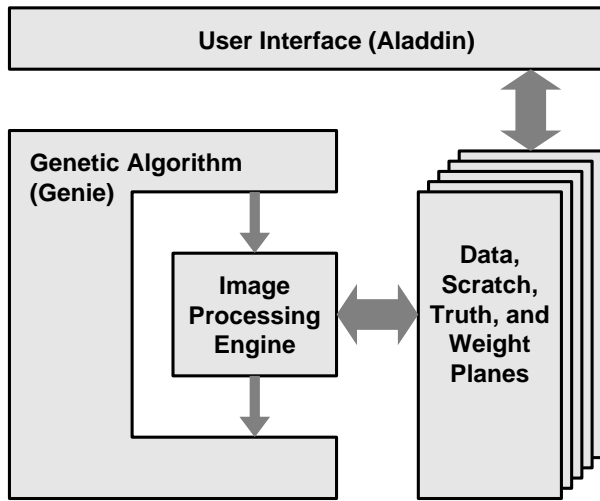 User Interface (Aladdin)
Genetic Algorithm
(Genie)
Image
Processing
Engine
Data,
Scratch,
Truth, and
Weight
Planes